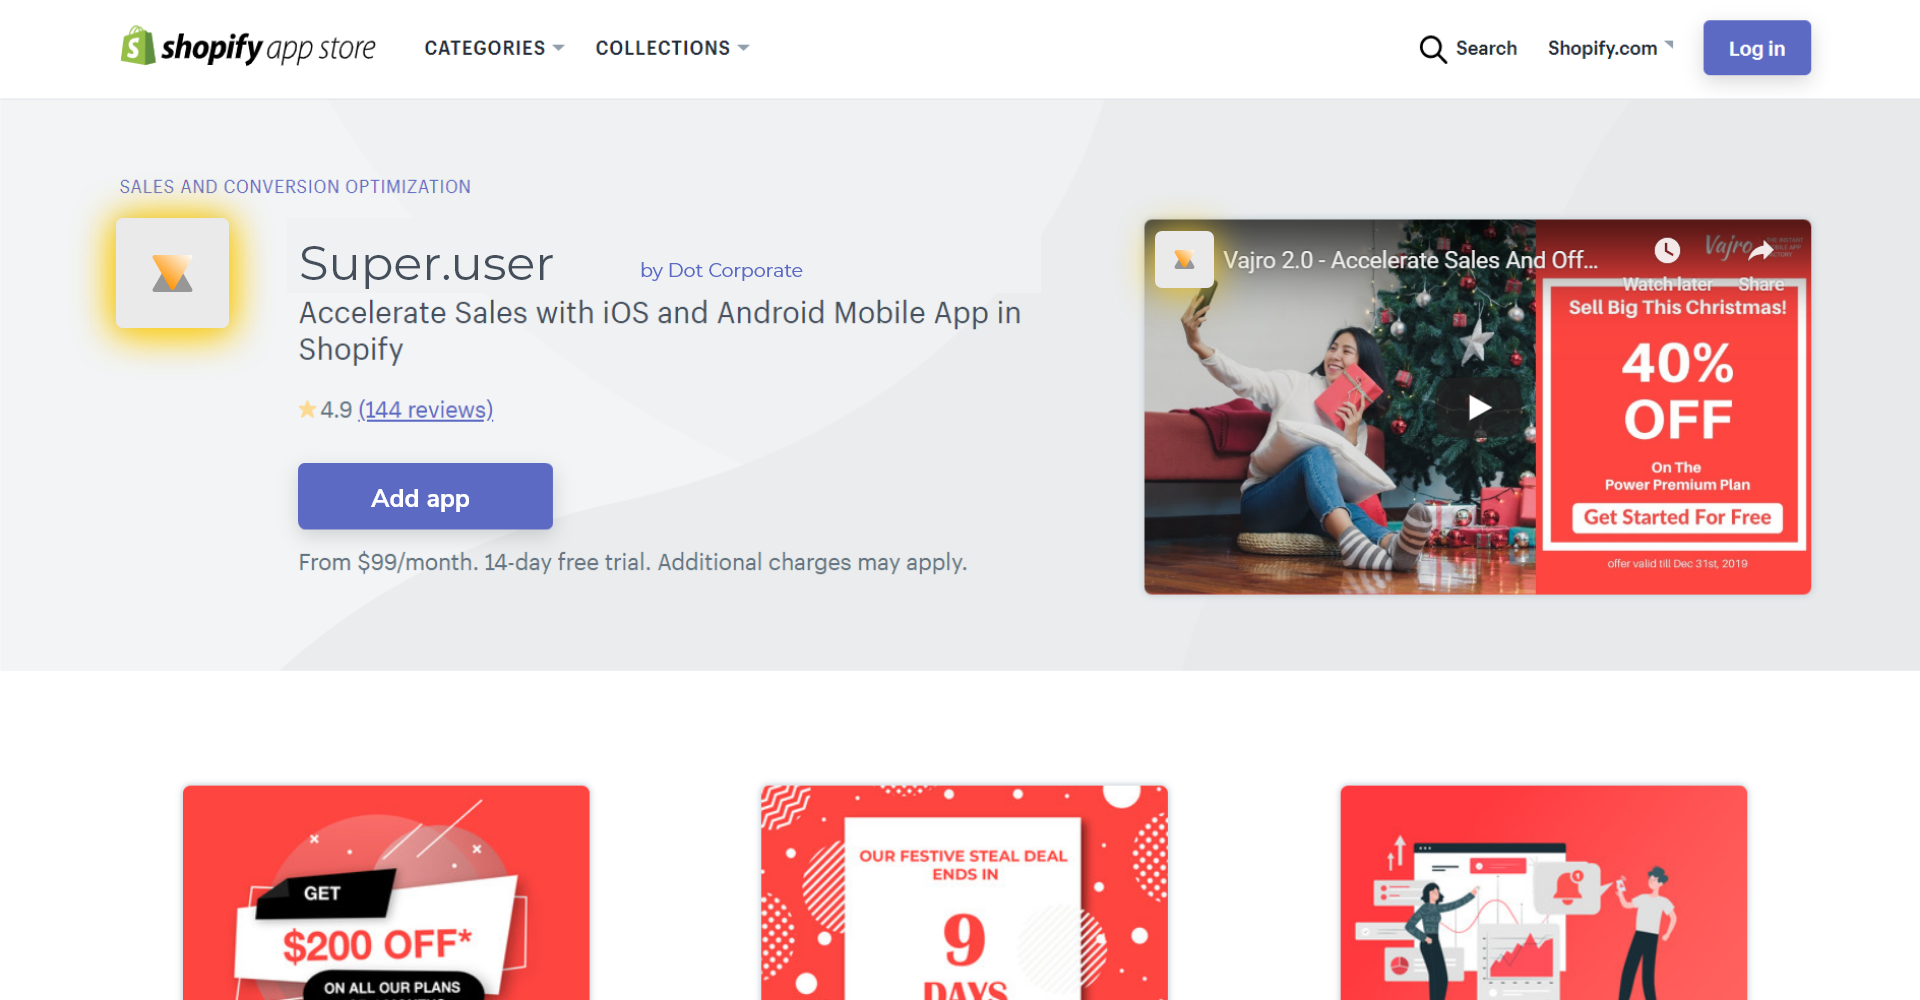 shopify app store
CATEGORIES
COLLECTIONS
Search
Shopify.com
Log in
SALES AND CONVERSION OPTIMIZATION
Super.user
by Dot Corporate
Accelerate Sales with iOS and Android Mobile App in
Shopify
4.9 (144 reviews)
Add app
From $99/month. 14-day free trial. Additional charges may apply.
Vajro 2.0 - Accelerate Sales And Off...
Vajro
Watch later
Share
Sell Big This Christmas!
40%
OFF
On The
Power Premium Plan
Get Started For Free
offer valid till Dec 31st, 2019
GET
$200 OFF*
ON ALL OUR PLANS
OUR FESTIVE STEAL DEAL
ENDS IN
9
DAYS
1